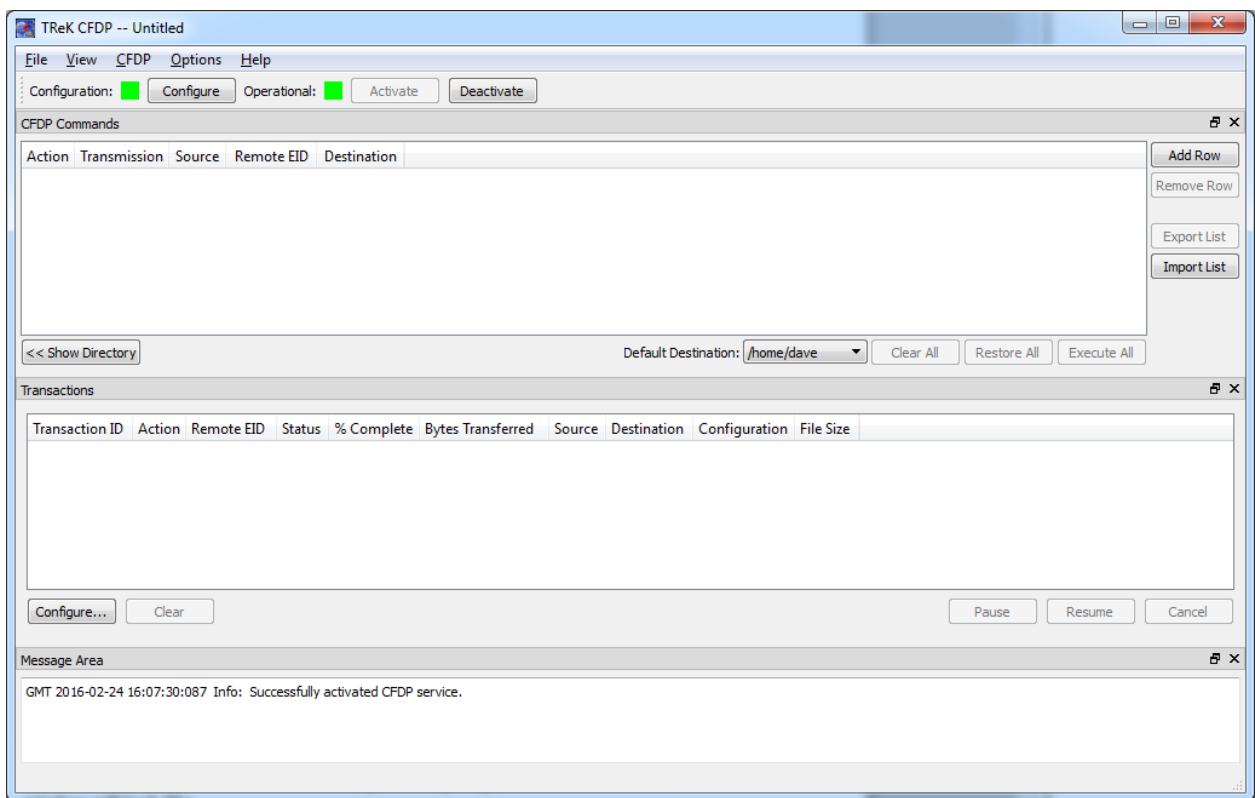 TReK CFDP -- Untitled
File View CFDP Options Help
Configuration: Configure Operational: Activate Deactivate
CFDP Commands
Action Transmission Source Remote EID Destination
Add Row
Remove Row
Export List
Import List
<< Show Directory Default Destination: /home/dave Clear All Restore All Execute All
Transactions
Transaction ID Action Remote EID Status % Complete Bytes Transferred Source Destination Configuration File Size
Configure... Clear Pause Resume Cancel
Message Area
GMT 2016-02-24 16:07:30:087 Info: Successfully activated CFDP service.